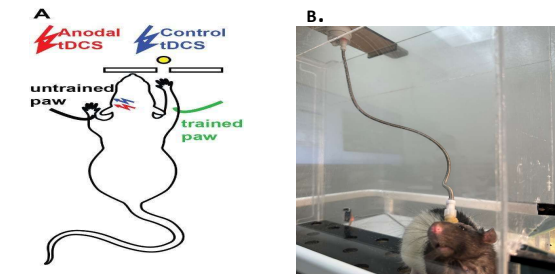 A
B.
Anodal
tDCS
Control
tDCS
untrained
paw
trained
paw